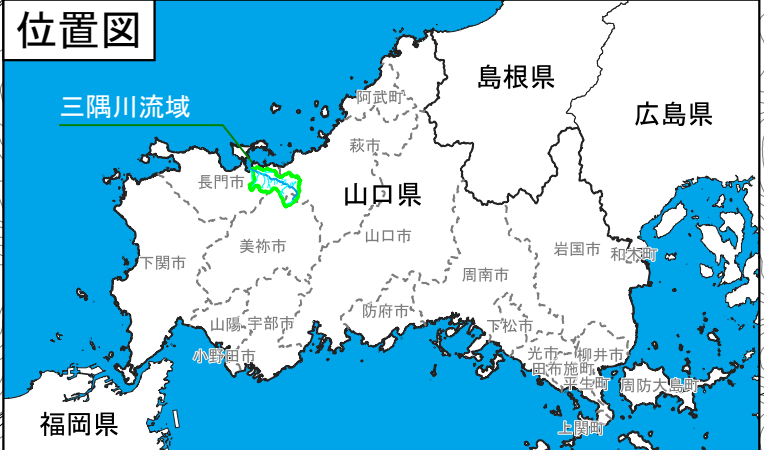 位置図
島根県
阿武町
三隅川流域
広島県
萩市
長門市
山口県
山口市
美祢市
岩国市
和木町
下関市
周南市
防府市
山陽
宇部市
下松市
小野田市
光市
柳井市
田布施町
平生町
周防大島町
福岡県
上関町